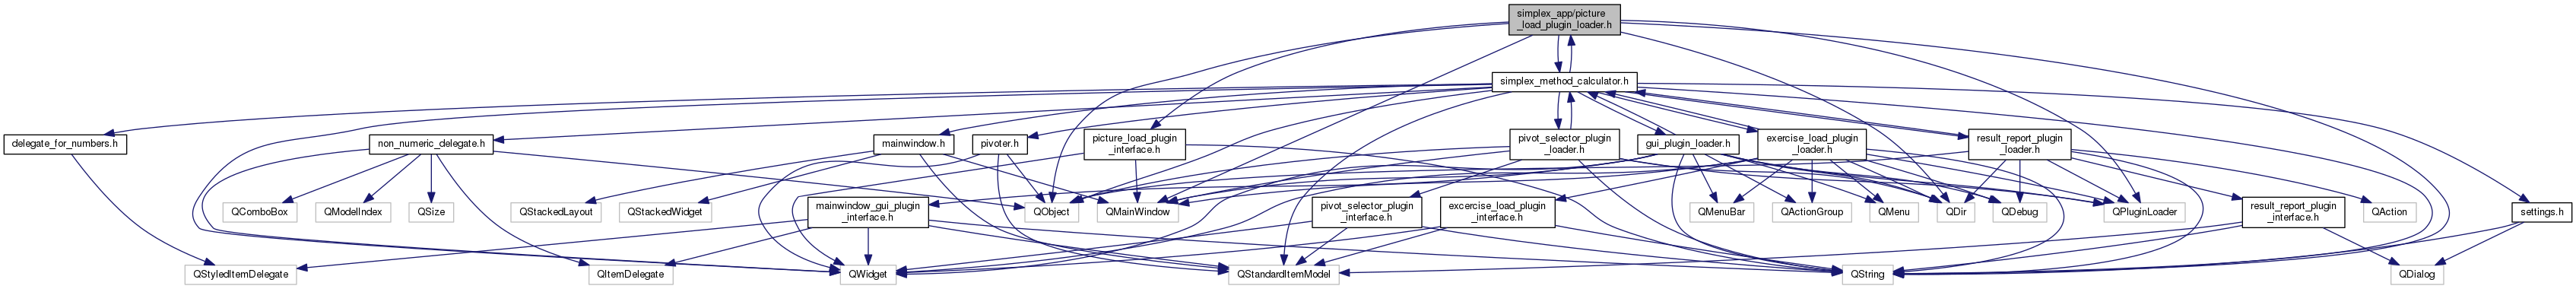 simplex_app/picture
_load_plugin_loader.h
simplex_method_calculator.h
delegate_for_numbers.h
non_numeric_delegate.h
mainwindow.h
pivoter.h
picture_load_plugin
_interface.h
pivot_selector_plugin
_loader.h
gui_plugin_loader.h
exercise_load_plugin
_loader.h
result_report_plugin
_loader.h
QComboBox
QModelIndex
QSize
QStackedLayout
QStackedWidget
mainwindow_gui_plugin
_interface.h
QObject
QMainWindow
pivot_selector_plugin
_interface.h
excercise_load_plugin
_interface.h
QMenuBar
QActionGroup
QMenu
QDir
QDebug
QPluginLoader
result_report_plugin
_interface.h
QAction
settings.h
QStyledItemDelegate
QItemDelegate
QWidget
QStandardItemModel
QString
QDialog